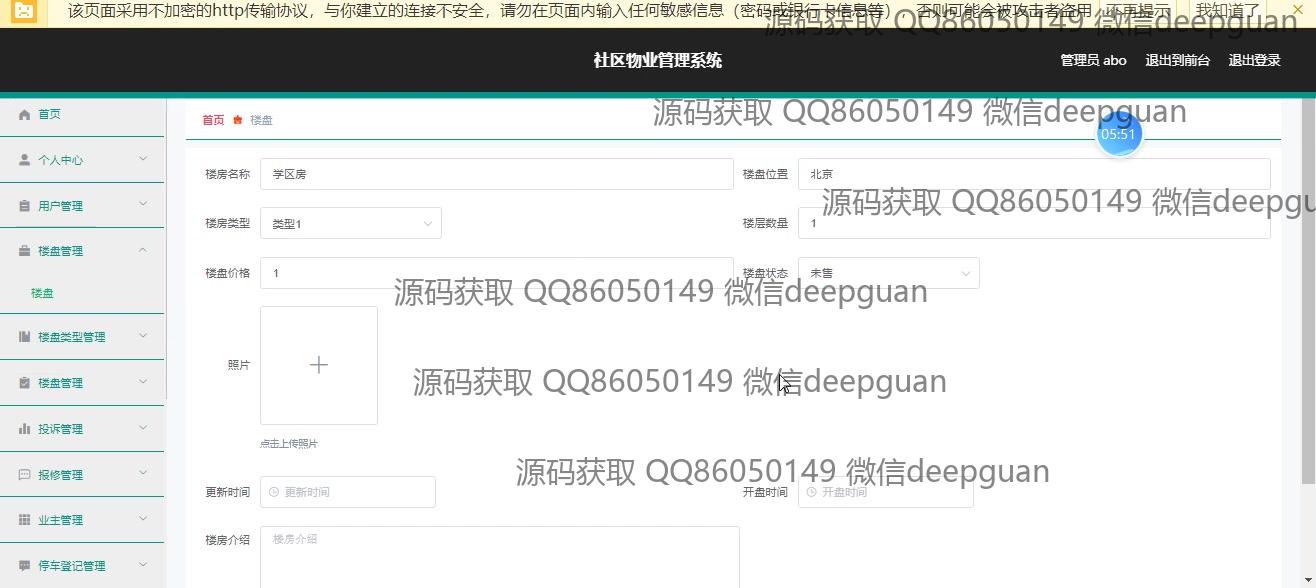 该页面采用不加密的http传输协议，与你建立的连接不安全，请勿在页面内输入任何敏感信息（密码或银行卡信息等），否则可能会被攻击者盗用 不再提示 我知道了
源码获取 QQ86050149 微信deepguan
社区物业管理系统 管理员 abo 退出到前台 退出登录
源码获取 QQ86050149 微信deepguan
首页
首页 楼盘
05:51
个人中心
楼房名称 学区房 楼盘位置 北京
源码获取 QQ86050149 微信deepgu
用户管理
楼房类型 类型1 楼层数量 1
楼盘管理
楼盘价格 1 楼盘状态 未售
楼盘
源码获取 QQ86050149 微信deepguan
楼盘类型管理
照片
楼盘管理
源码获取 QQ86050149 微信deepguan
投诉管理
点击上传照片
报修管理
源码获取 QQ86050149 微信deepguan
更新时间 更新时间 开盘时间 开盘时间
业主管理
楼房介绍 楼房介绍
停车登记管理